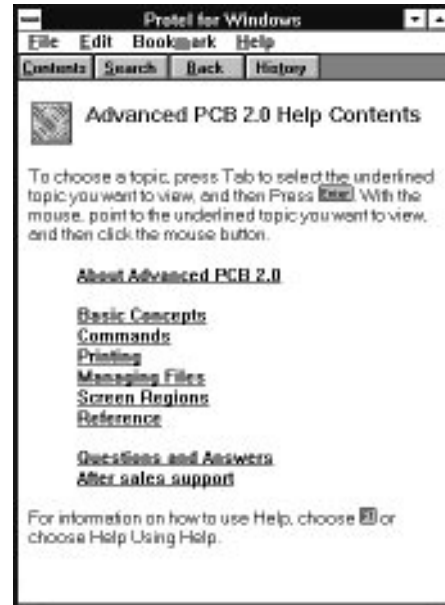 Protel for Windows
File Edit Bookmark Help
Contents Search Back History
Advanced PCB 2.0 Help Contents
To choose a topic, press Tab to select the underlined
topic you want to view, and then Press Enter. With the
mouse, point to the underlined topic you want to view,
and then click the mouse button.
About Advanced PCB 2.0
Basic Concepts
Commands
Printing
Managing Files
Screen Regions
Reference
Questions and Answers
After sales support
For information on how to use Help, choose F1 or
choose Help Using Help.